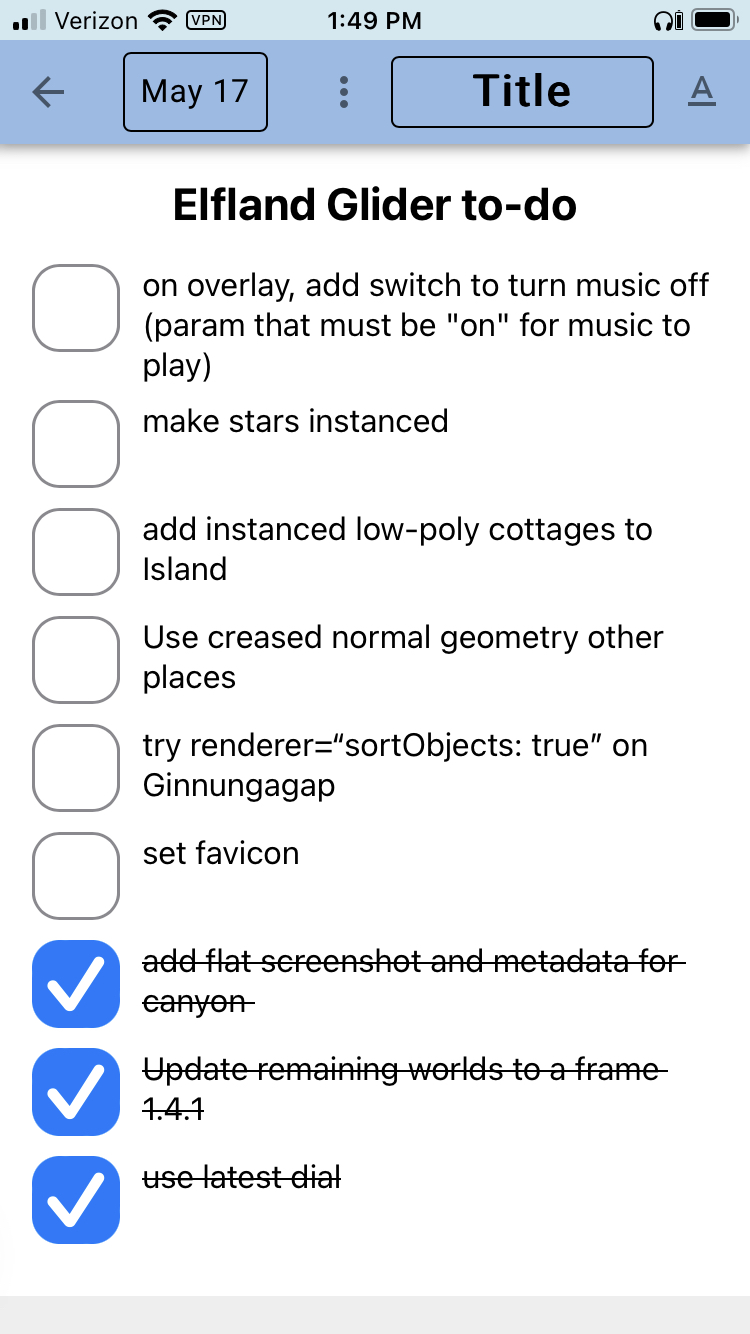 Verizon VPN 1:49 PM
May 17 Title A
Elfland Glider to-do
on overlay, add switch to turn music off
(param that must be "on" for music to
play)
make stars instanced
add instanced low-poly cottages to
Island
Use creased normal geometry other
places
try renderer=“sortObjects: true” on
Ginnungagap
set favicon
add flat screenshot and metadata for
canyon
Update remaining worlds to a frame
1.4.1
use latest dial